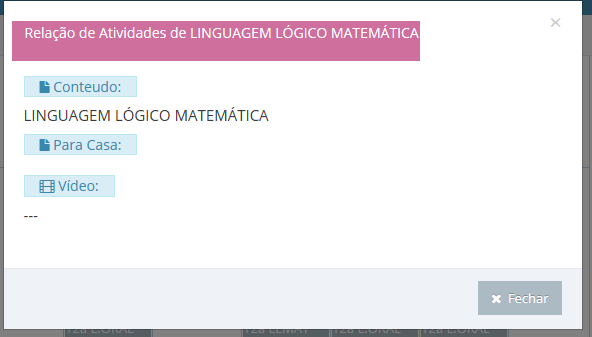 Relação de Atividades de LINGUAGEM LÓGICO MATEMÁTICA
×
Conteudo:
LINGUAGEM LÓGICO MATEMÁTICA
Para Casa:
Vídeo:
---
Fechar